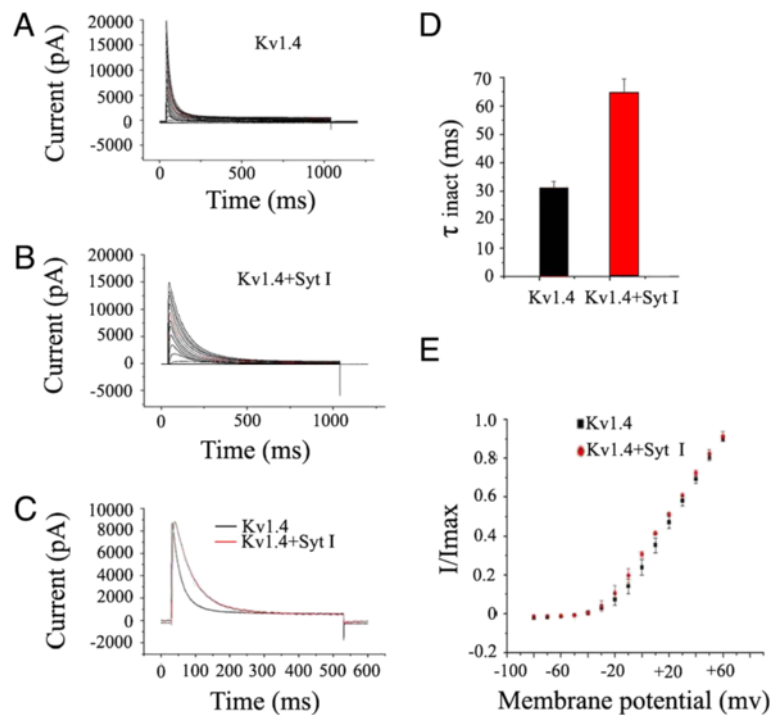 A
Kv1.4
Current (pA)
20000
15000
10000
5000
0
-5000
0 500 1000
Time (ms)
B
Kv1.4+Syt I
Current (pA)
20000
15000
10000
5000
0
-5000
0 500 1000
Time (ms)
C
Kv1.4
Kv1.4+Syt I
Current (pA)
10000
8000
6000
4000
2000
0
-2000
0 100 200 300 400 500 600
Time (ms)
D
τ inact (ms)
70
60
50
40
30
20
10
0
Kv1.4 Kv1.4+Syt I
E
Kv1.4
Kv1.4+Syt I
I/Imax
1.0
0.8
0.6
0.4
0.2
0
-0.2
-100 -60 -20 +20 +60
Membrane potential (mv)